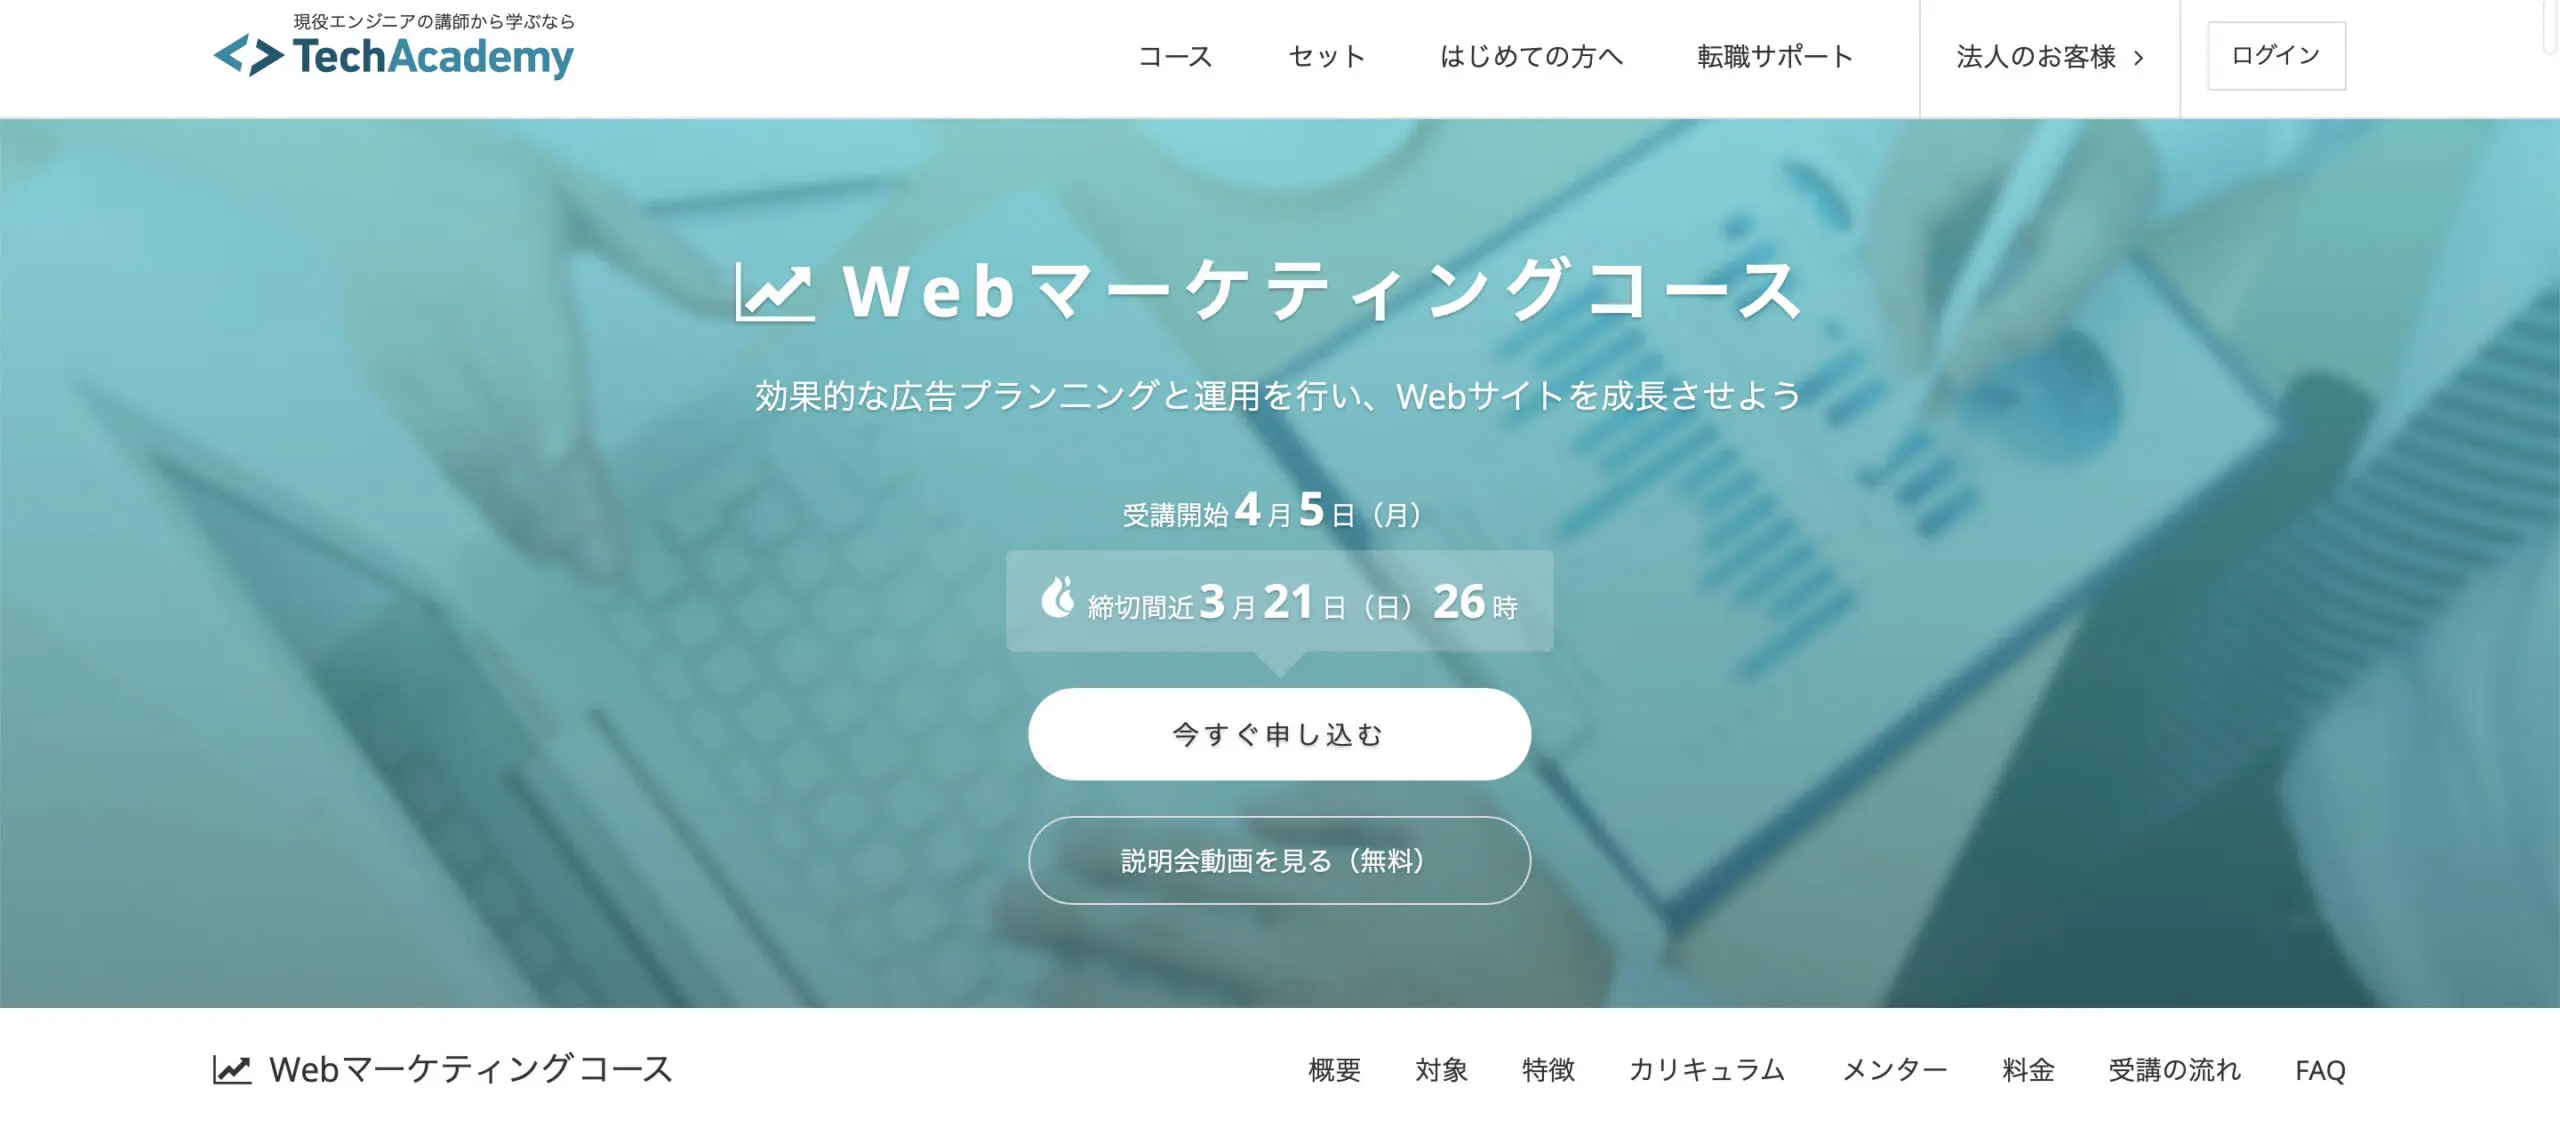 現役エンジニアの講師から学ぶなら
TechAcademy
コース セット はじめての方へ 転職サポート 法人のお客様 › ログイン
Webマーケティングコース
効果的な広告プランニングと運用を行い、Webサイトを成長させよう
受講開始4月5日（月）
締切間近3月21日（日）26時
今すぐ申し込む
説明会動画を見る（無料）
Webマーケティングコース 概要 対象 特徴 カリキュラム メンター 料金 受講の流れ FAQ